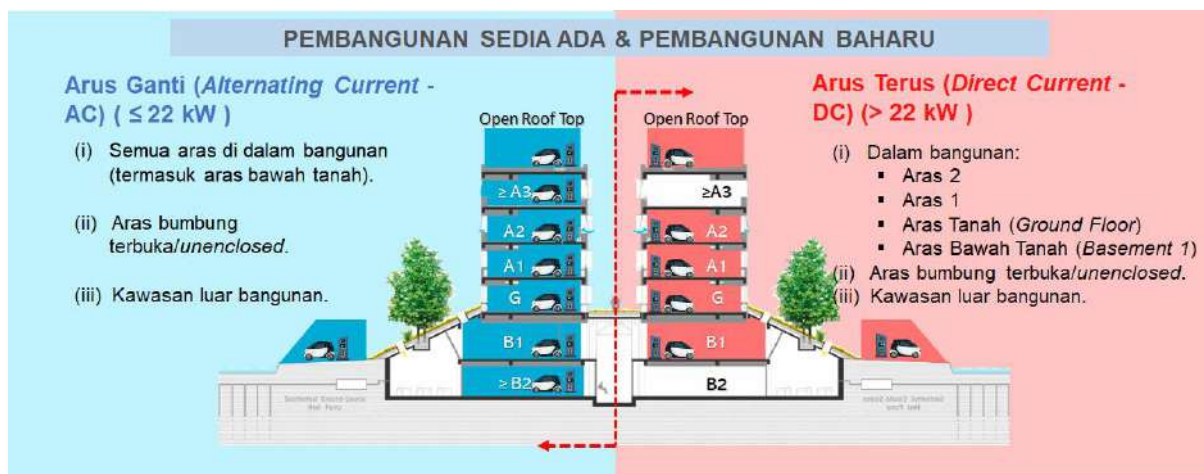 PEMBANGUNAN SEDIA ADA & PEMBANGUNAN BAHARU
Arus Ganti (Alternating Current -
AC) ( ≤ 22 kW )
(i) Semua aras di dalam bangunan
(termasuk aras bawah tanah).
(ii) Aras bumbung
terbuka/unenclosed.
(iii) Kawasan luar bangunan.
Open Roof Top
≥ A3
A2
A1
G
B1
≥ B2
Open Roof Top
≥A3
A2
A1
G
B1
B2
Arus Terus (Direct Current -
DC) (> 22 kW )
(i) Dalam bangunan:
▪ Aras 2
▪ Aras 1
▪ Aras Tanah (Ground Floor)
▪ Aras Bawah Tanah (Basement 1)
(ii) Aras bumbung terbuka/unenclosed.
(iii) Kawasan luar bangunan.